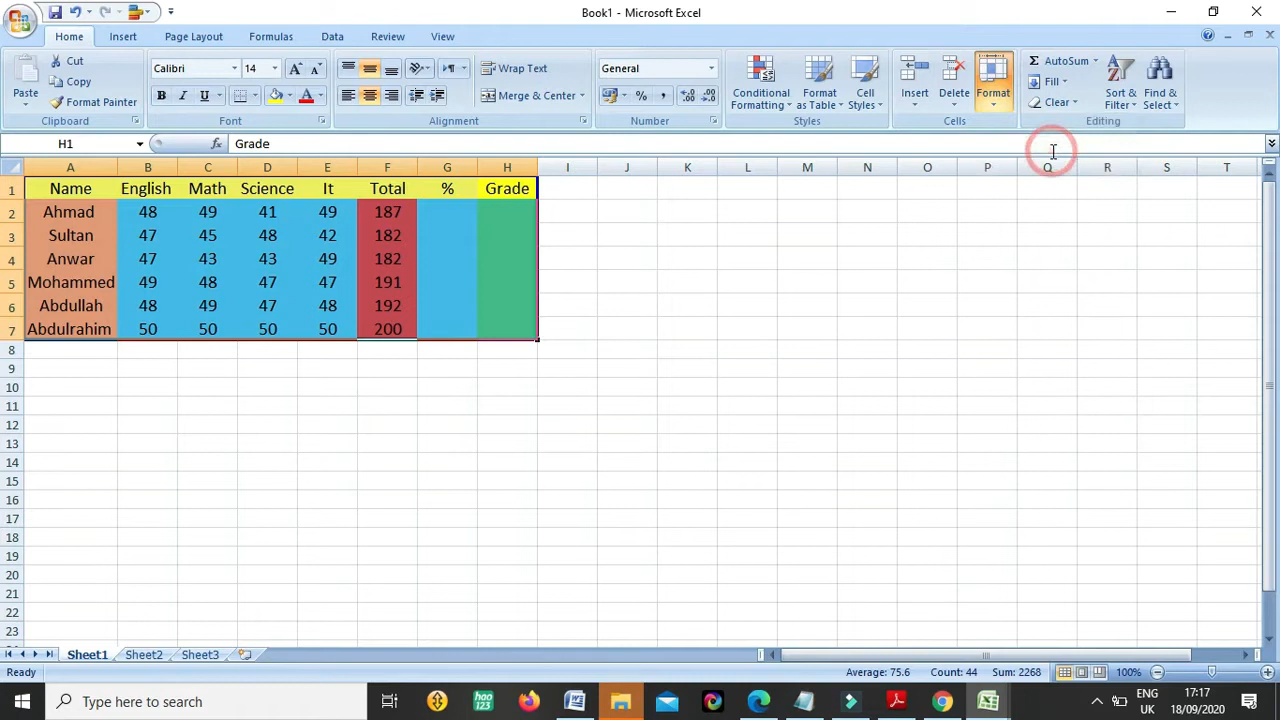 Book1 - Microsoft Excel
Home Insert Page Layout Formulas Data Review View
Paste Cut Copy Format Painter Clipboard
Calibri 14 A A B I U A Font
Wrap Text Merge & Center Alignment
General % , Number
Conditional Formatting Format as Table Cell Styles Styles
Insert Delete Format Cells
Σ AutoSum Fill Clear Sort & Filter Find & Select Editing
H1 fx Grade
A B C D E F G H I J K L M N O P Q R S T
1 Name English Math Science It Total % Grade
2 Ahmad 48 49 41 49 187
3 Sultan 47 45 48 42 182
4 Anwar 47 43 43 49 182
5 Mohammed 49 48 47 47 191
6 Abdullah 48 49 47 48 192
7 Abdulrahim 50 50 50 50 200
8
9
10
11
12
13
14
15
16
17
18
19
20
21
22
23
Sheet1 Sheet2 Sheet3
Ready Average: 75.6 Count: 44 Sum: 2268 100%
Type here to search hao 123 ENG 17:17
UK 18/09/2020